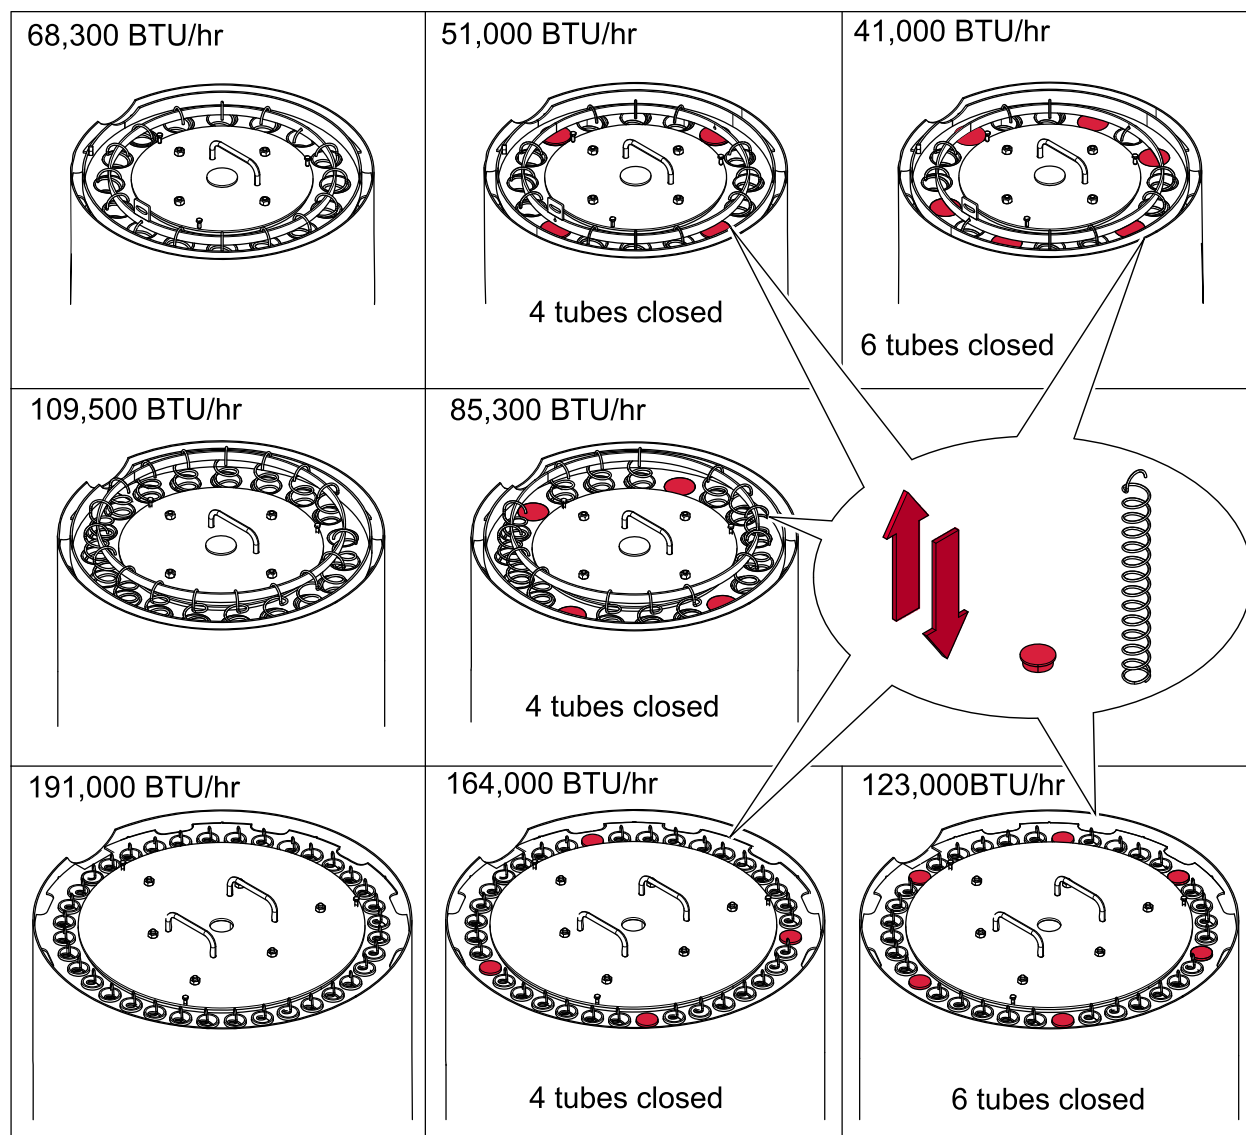 68,300 BTU/hr
51,000 BTU/hr
41,000 BTU/hr
4 tubes closed
6 tubes closed
109,500 BTU/hr
85,300 BTU/hr
4 tubes closed
191,000 BTU/hr
164,000 BTU/hr
123,000BTU/hr
4 tubes closed
6 tubes closed